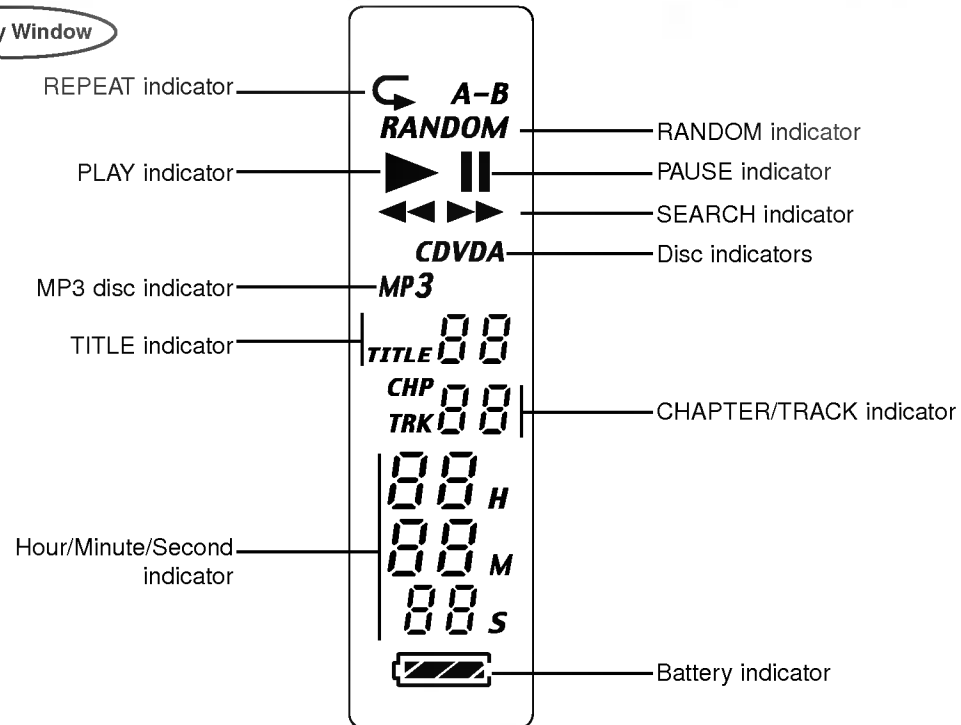 y Window
REPEAT indicator
A-B
RANDOM
RANDOM indicator
PLAY indicator
PAUSE indicator
SEARCH indicator
CDVDA
Disc indicators
MP3 disc indicator
MP3
TITLE indicator
TITLE 88
CHP
TRK 88
CHAPTER/TRACK indicator
88 H
Hour/Minute/Second
indicator
88 M
88 S
Battery indicator